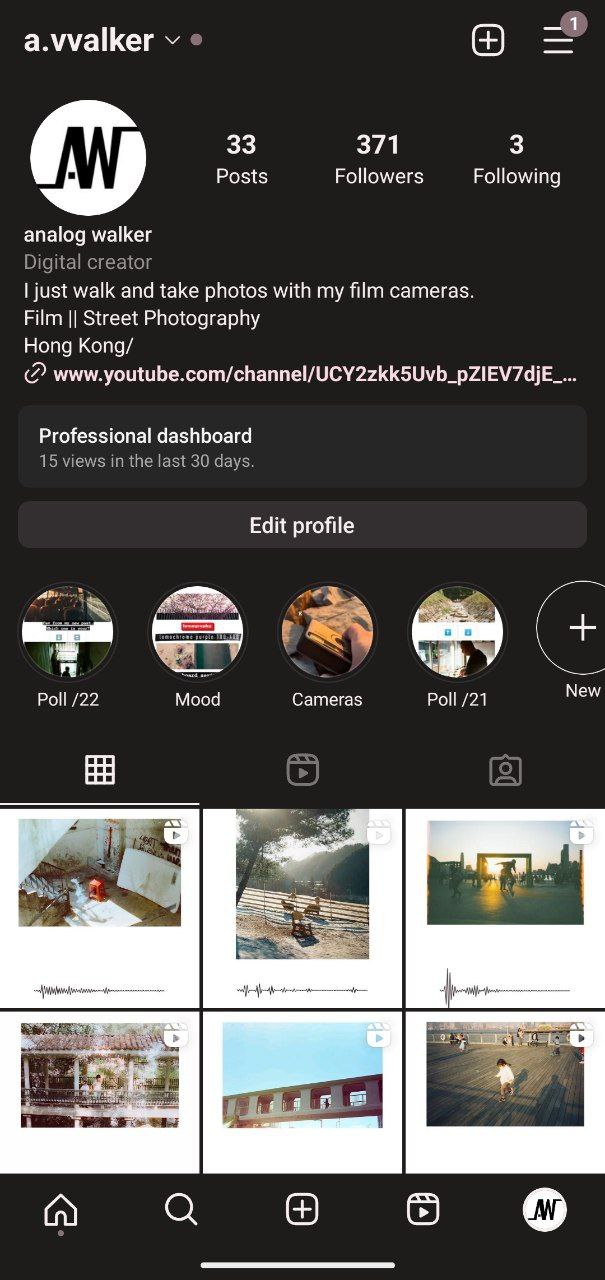 a.vvalker
1
AW
33
Posts
371
Followers
3
Following
analog walker
Digital creator
I just walk and take photos with my film cameras.
Film || Street Photography
Hong Kong/
www.youtube.com/channel/UCY2zkk5Uvb_pZIEV7djE_...
Professional dashboard
15 views in the last 30 days.
Edit profile
Poll /22
Mood
Cameras
Poll /21
New
AW